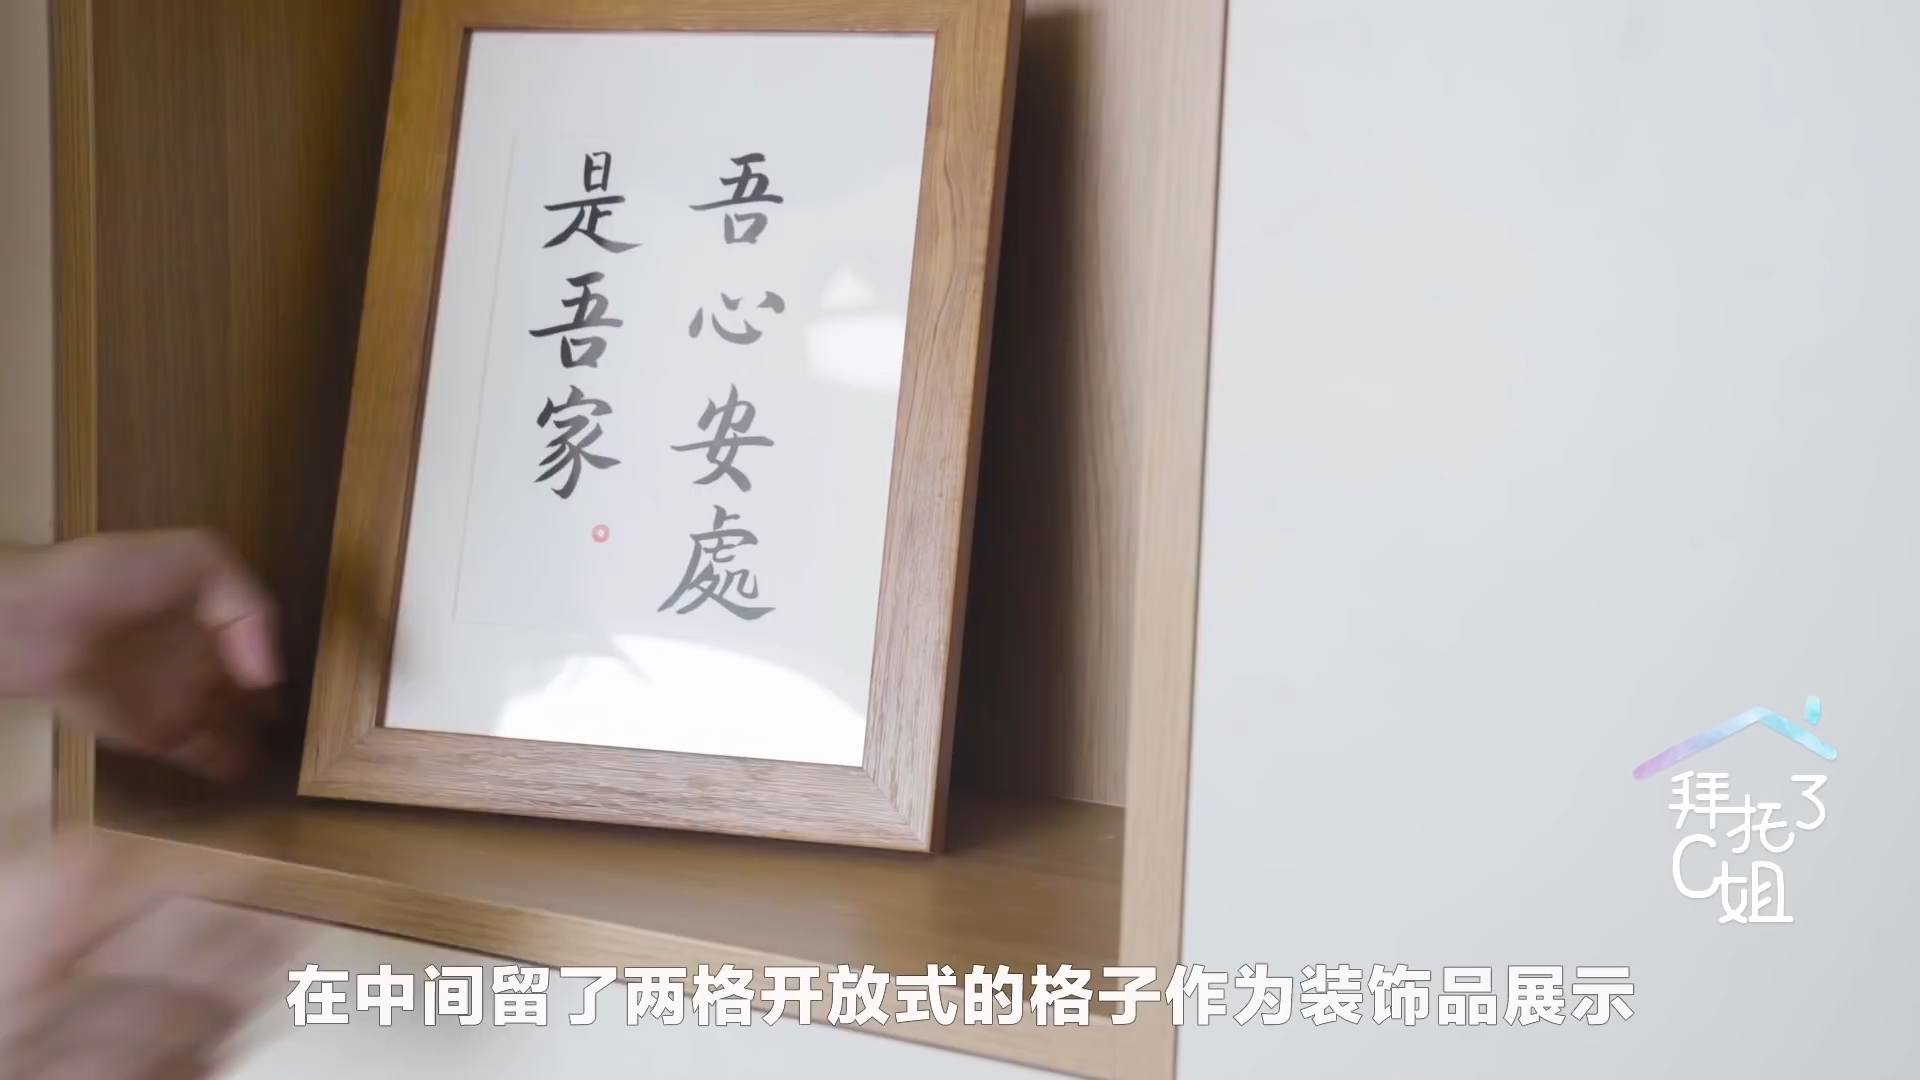 吾心安處
是吾家
拜托了
C姐
在中间留了两格开放式的格子作为装饰品展示